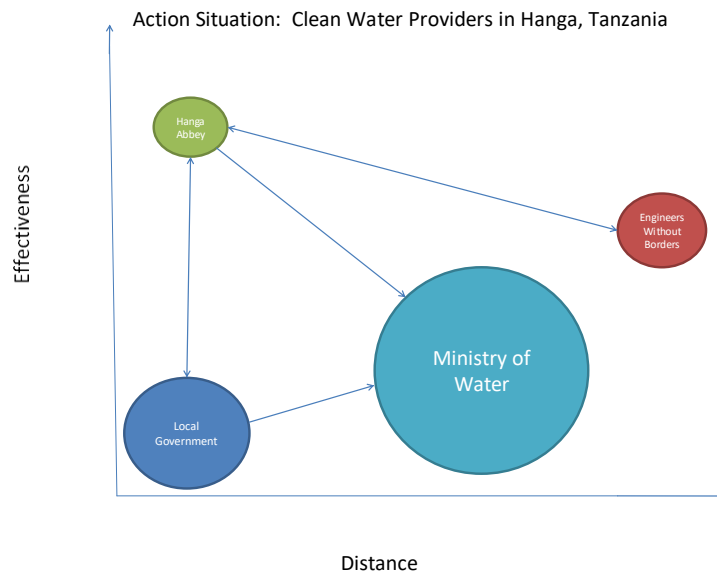 Action Situation:  Clean Water Providers in Hanga, Tanzania
Effectiveness
Hanga
Abbey
Engineers
Without
Borders
Ministry of
Water
Local
Government
Distance